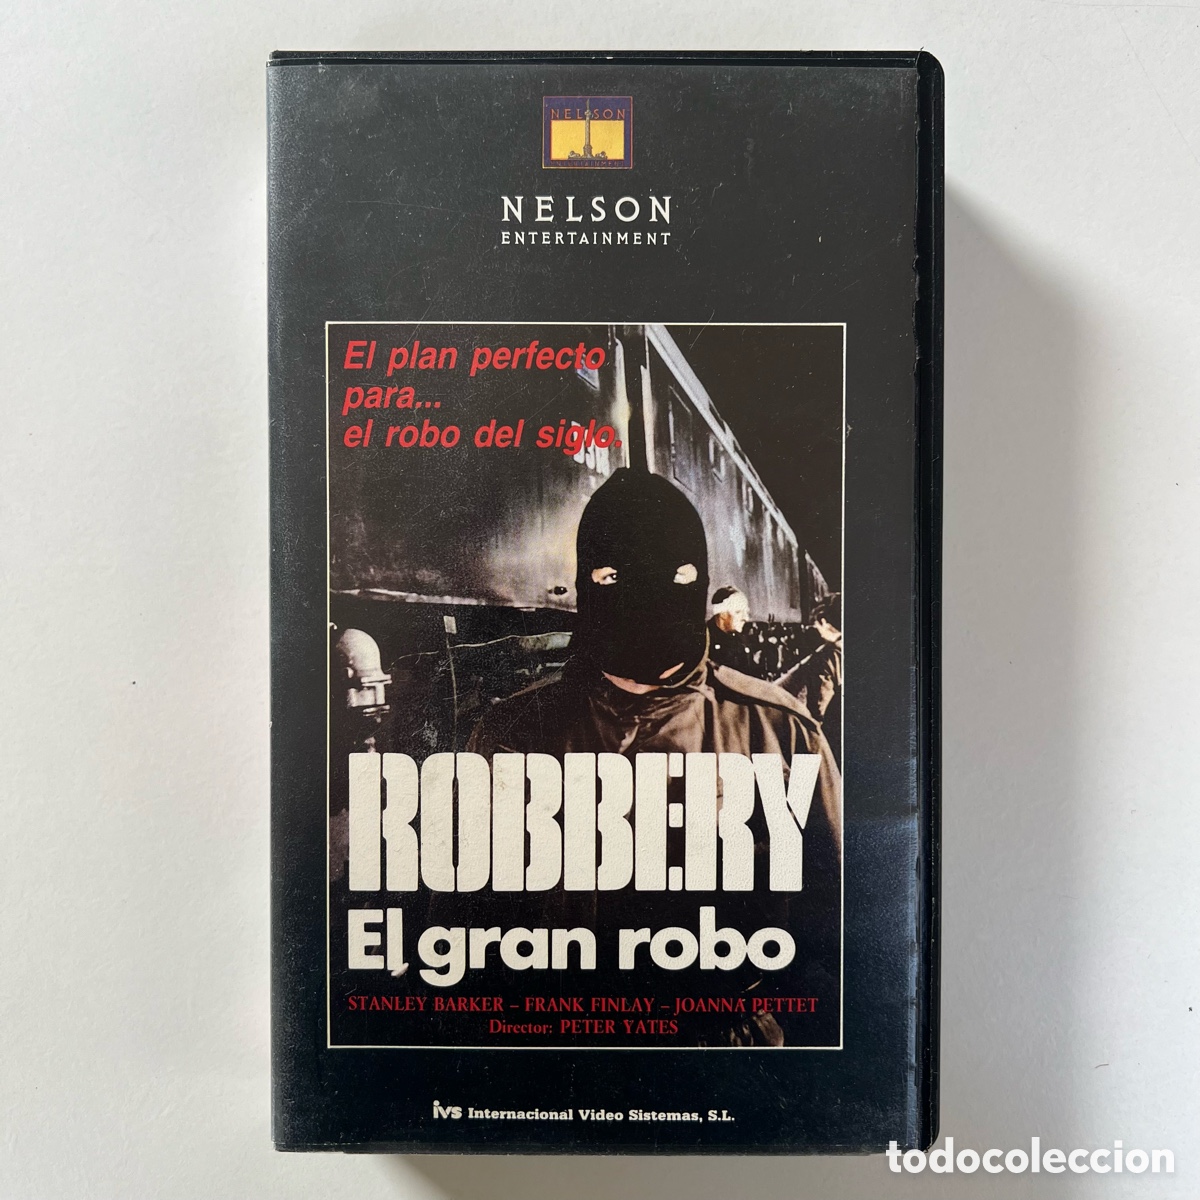 NELSON
ENTERTAINMENT
NELSON
ENTERTAINMENT
El plan perfecto
para...
el robo del siglo.
ROBBERY
El gran robo
STANLEY BARKER – FRANK FINLAY – JOANNA PETTET
Director: PETER YATES
ivs Internacional Video Sistemas, S.L.
todocoleccion